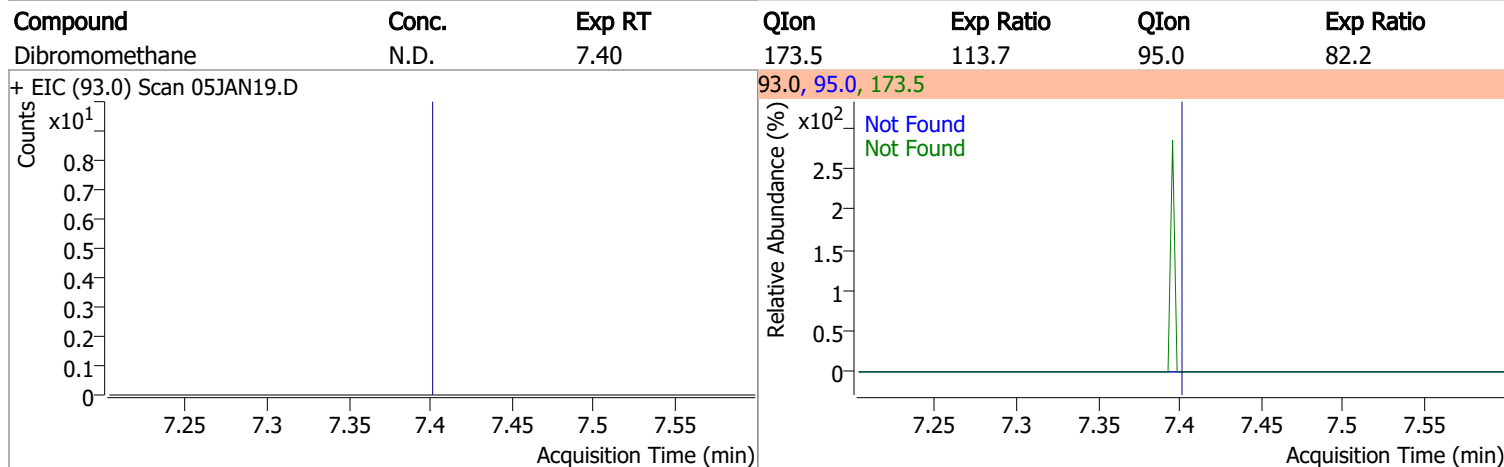 Compound Conc. Exp RT QIon Exp Ratio QIon Exp Ratio
Dibromomethane N.D. 7.40 173.5 113.7 95.0 82.2
+ EIC (93.0) Scan 05JAN19.D
Counts
x10¹
0.8
0.7
0.6
0.5
0.4
0.3
0.2
0.1
0
7.25 7.3 7.35 7.4 7.45 7.5 7.55
Acquisition Time (min)
93.0, 95.0, 173.5
Relative Abundance (%)
x10²
Not Found
Not Found
2.5
2
1.5
1
0.5
0
7.25 7.3 7.35 7.4 7.45 7.5 7.55
Acquisition Time (min)